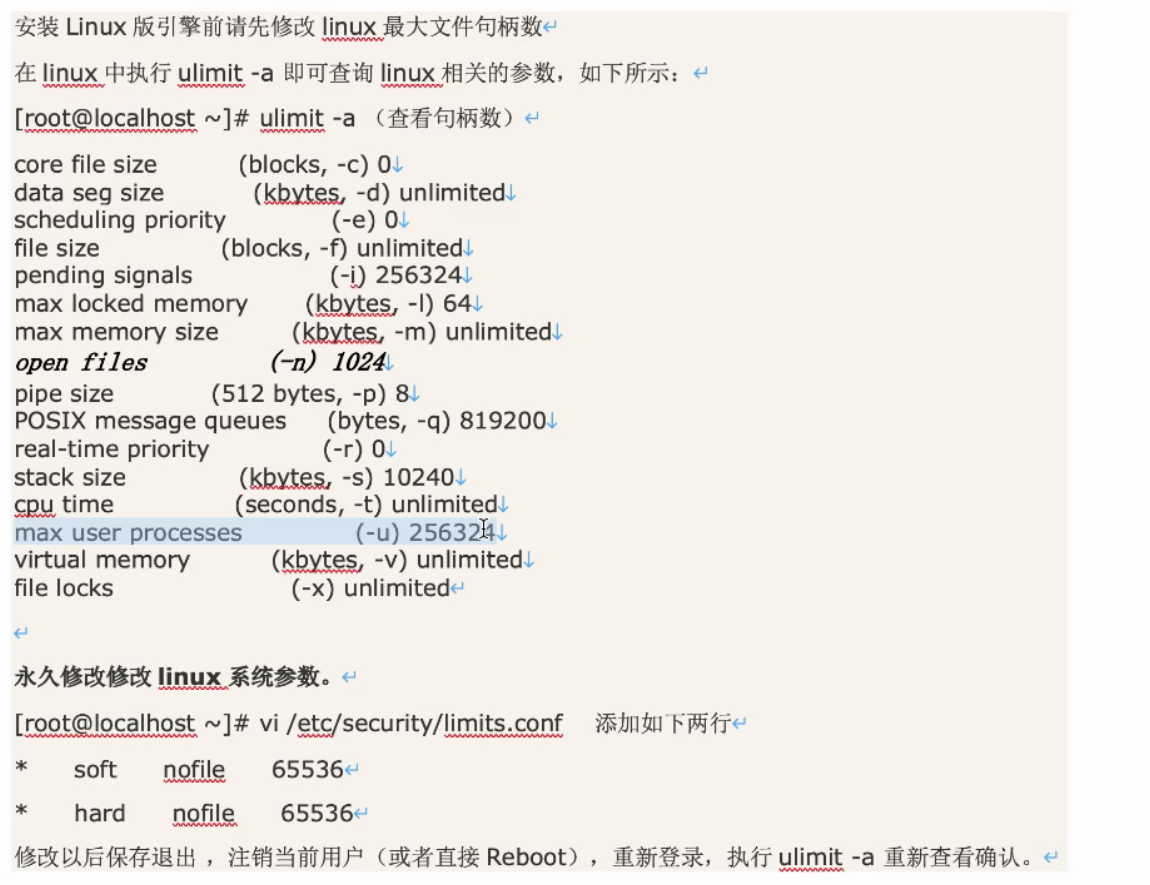 安装 Linux 版引擎前请先修改 linux 最大文件句柄数
在 linux 中执行 ulimit -a 即可查询 linux 相关的参数，如下所示：
[root@localhost ~]# ulimit -a （查看句柄数）
core file size (blocks, -c) 0
data seg size (kbytes, -d) unlimited
scheduling priority (-e) 0
file size (blocks, -f) unlimited
pending signals (-i) 256324
max locked memory (kbytes, -l) 64
max memory size (kbytes, -m) unlimited
open files (-n) 1024
pipe size (512 bytes, -p) 8
POSIX message queues (bytes, -q) 819200
real-time priority (-r) 0
stack size (kbytes, -s) 10240
cpu time (seconds, -t) unlimited
max user processes (-u) 256324
virtual memory (kbytes, -v) unlimited
file locks (-x) unlimited
永久修改修改 linux 系统参数。
[root@localhost ~]# vi /etc/security/limits.conf 添加如下两行
* soft nofile 65536
* hard nofile 65536
修改以后保存退出 ，注销当前用户（或者直接 Reboot），重新登录，执行 ulimit -a 重新查看确认。